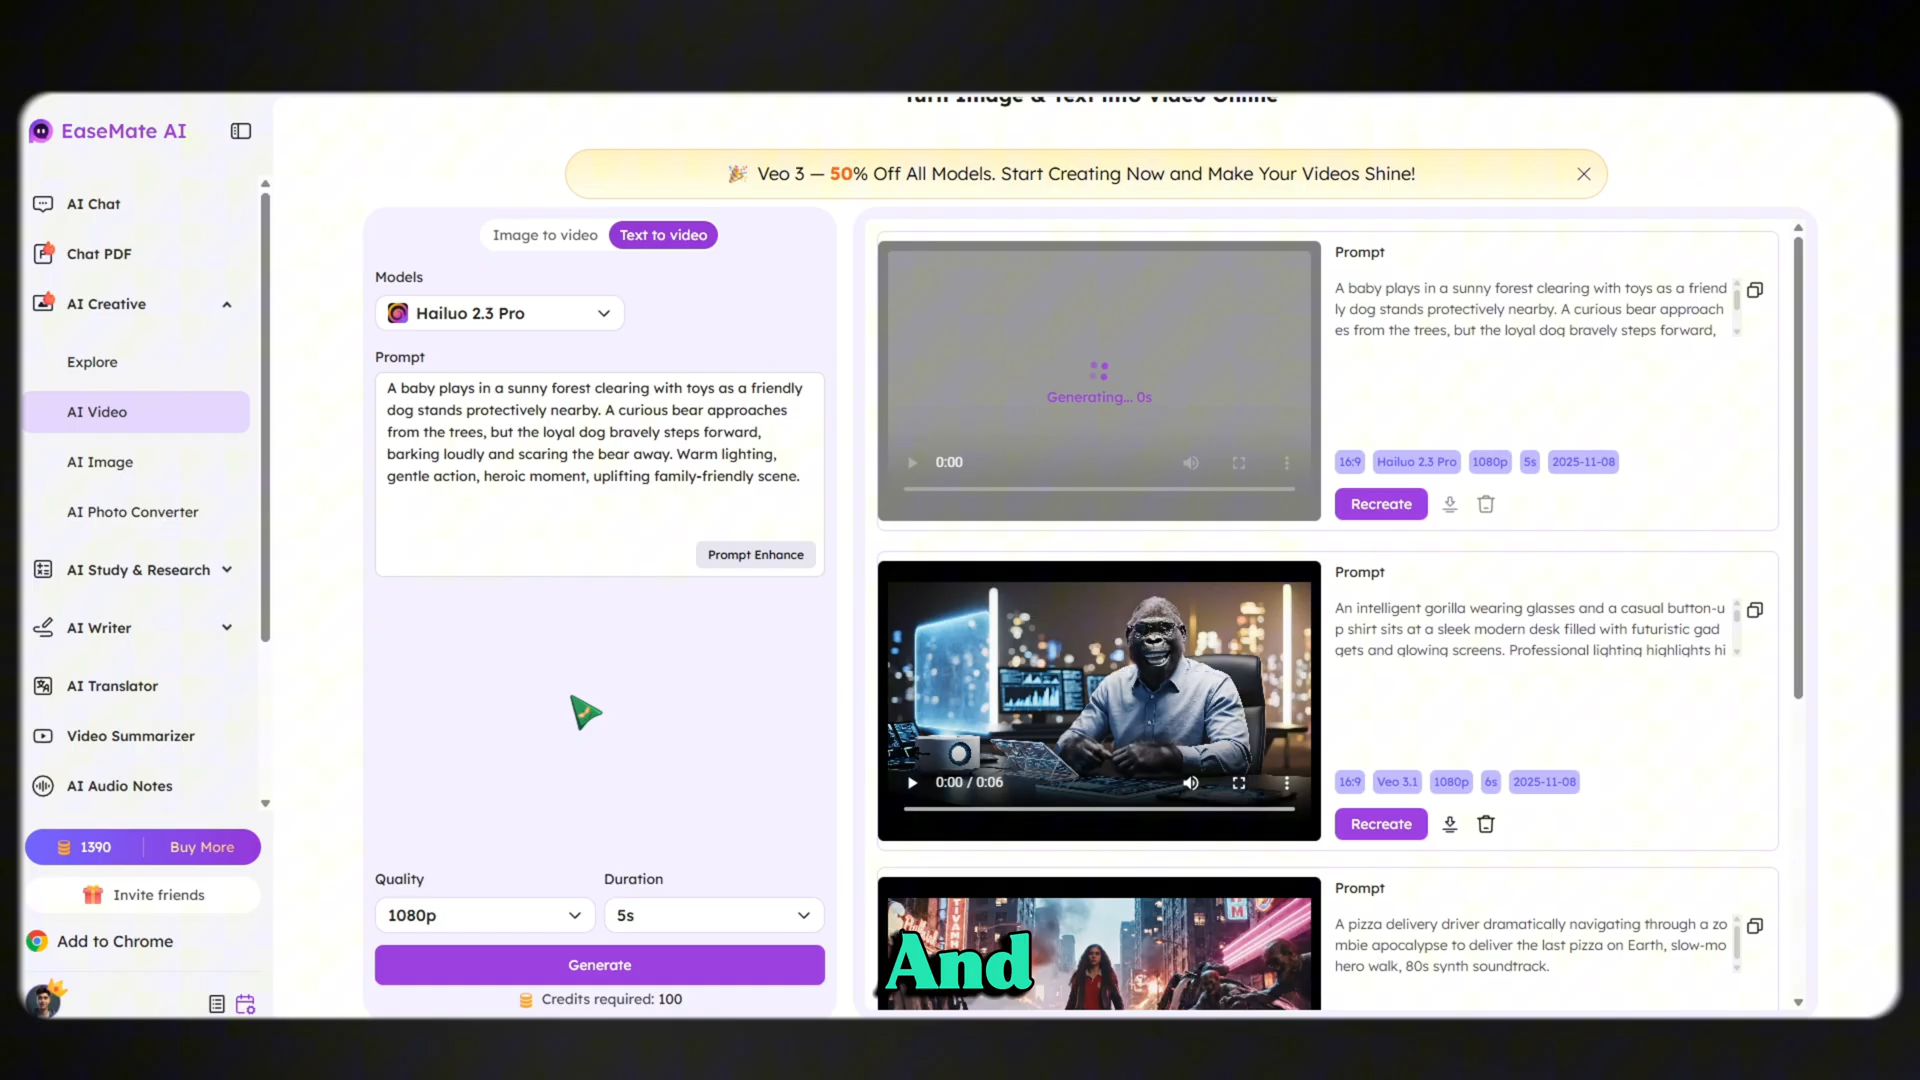 Turn Image & Text into Video Online
EaseMate AI
Veo 3 — 50% Off All Models. Start Creating Now and Make Your Videos Shine!
AI Chat
Chat PDF
AI Creative
Explore
AI Video
AI Image
AI Photo Converter
AI Study & Research
AI Writer
AI Translator
Video Summarizer
AI Audio Notes
1390
Buy More
Invite friends
Add to Chrome
Image to video
Text to video
Models
Hailuo 2.3 Pro
Prompt
A baby plays in a sunny forest clearing with toys as a friendly
dog stands protectively nearby. A curious bear approaches
from the trees, but the loyal dog bravely steps forward,
barking loudly and scaring the bear away. Warm lighting,
gentle action, heroic moment, uplifting family-friendly scene.
Prompt Enhance
Quality
Duration
1080p
5s
Generate
Credits required: 100
Generating... 0s
0:00
Prompt
A baby plays in a sunny forest clearing with toys as a friend
ly dog stands protectively nearby. A curious bear approach
es from the trees, but the loyal dog bravely steps forward,
16:9
Hailuo 2.3 Pro
1080p
5s
2025-11-08
Recreate
0:00 / 0:06
Prompt
An intelligent gorilla wearing glasses and a casual button-u
p shirt sits at a sleek modern desk filled with futuristic gad
gets and glowing screens. Professional lighting highlights hi
16:9
Veo 3.1
1080p
6s
2025-11-08
Recreate
And
Prompt
A pizza delivery driver dramatically navigating through a zo
mbie apocalypse to deliver the last pizza on Earth, slow-mo
hero walk, 80s synth soundtrack.